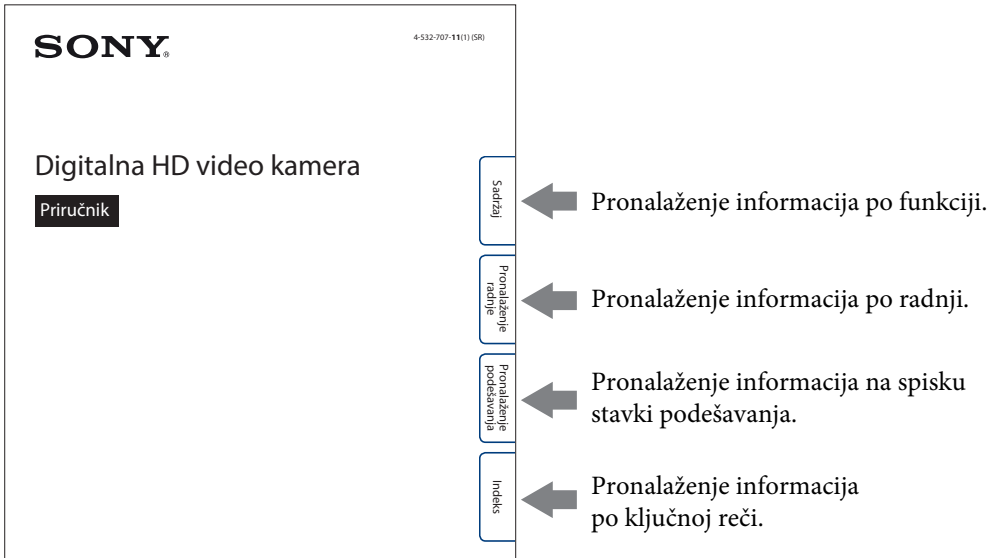 SONY®
4-532-707-11(1) (SR)
Digitalna HD video kamera
Priručnik
Sadržaj
Pronalaženje informacija po funkciji.
Pronalaženje
radnje
Pronalaženje informacija po radnji.
Pronalaženje
podešavanja
Pronalaženje informacija na spisku
stavki podešavanja.
Indeks
Pronalaženje informacija
po ključnoj reči.